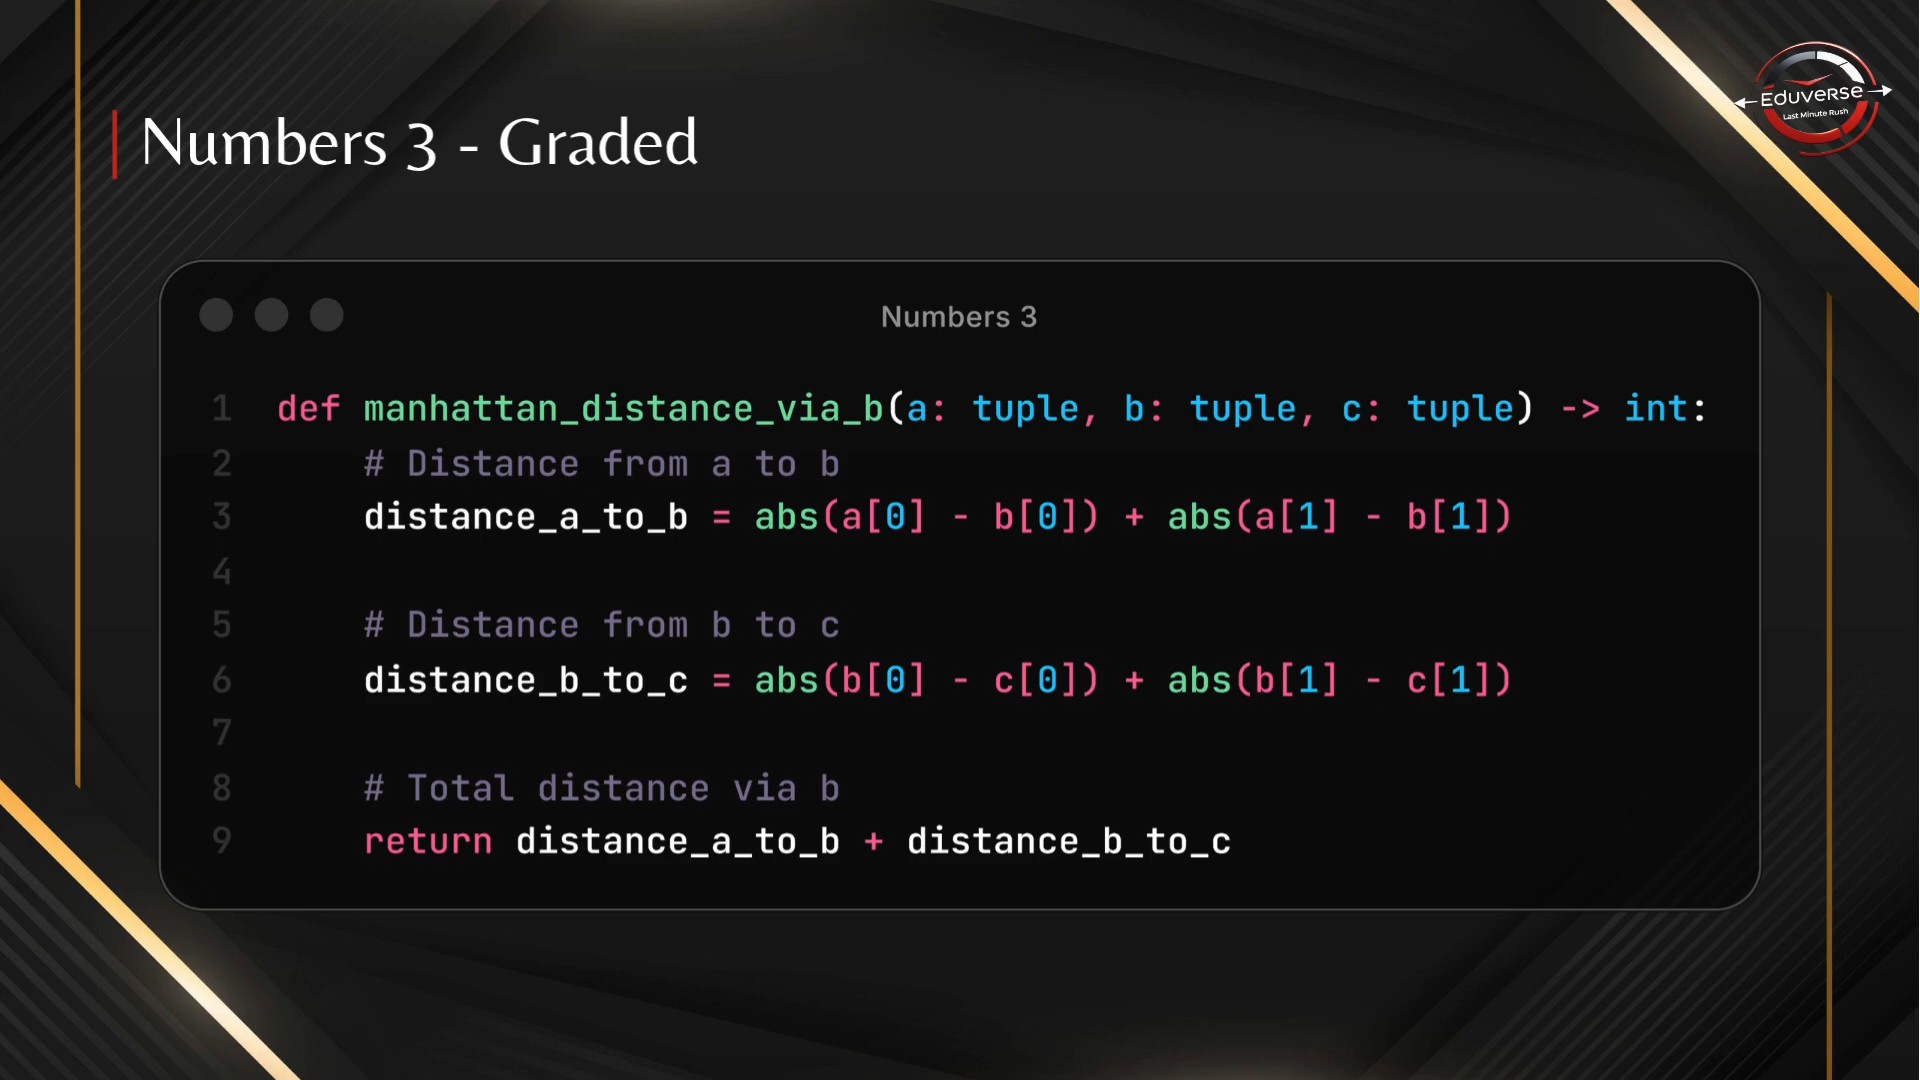 Eduverse
Last Minute Rush
Numbers 3 - Graded
Numbers 3
1 def manhattan_distance_via_b(a: tuple, b: tuple, c: tuple) -> int:
2     # Distance from a to b
3     distance_a_to_b = abs(a[0] - b[0]) + abs(a[1] - b[1])
4
5     # Distance from b to c
6     distance_b_to_c = abs(b[0] - c[0]) + abs(b[1] - c[1])
7
8     # Total distance via b
9     return distance_a_to_b + distance_b_to_c